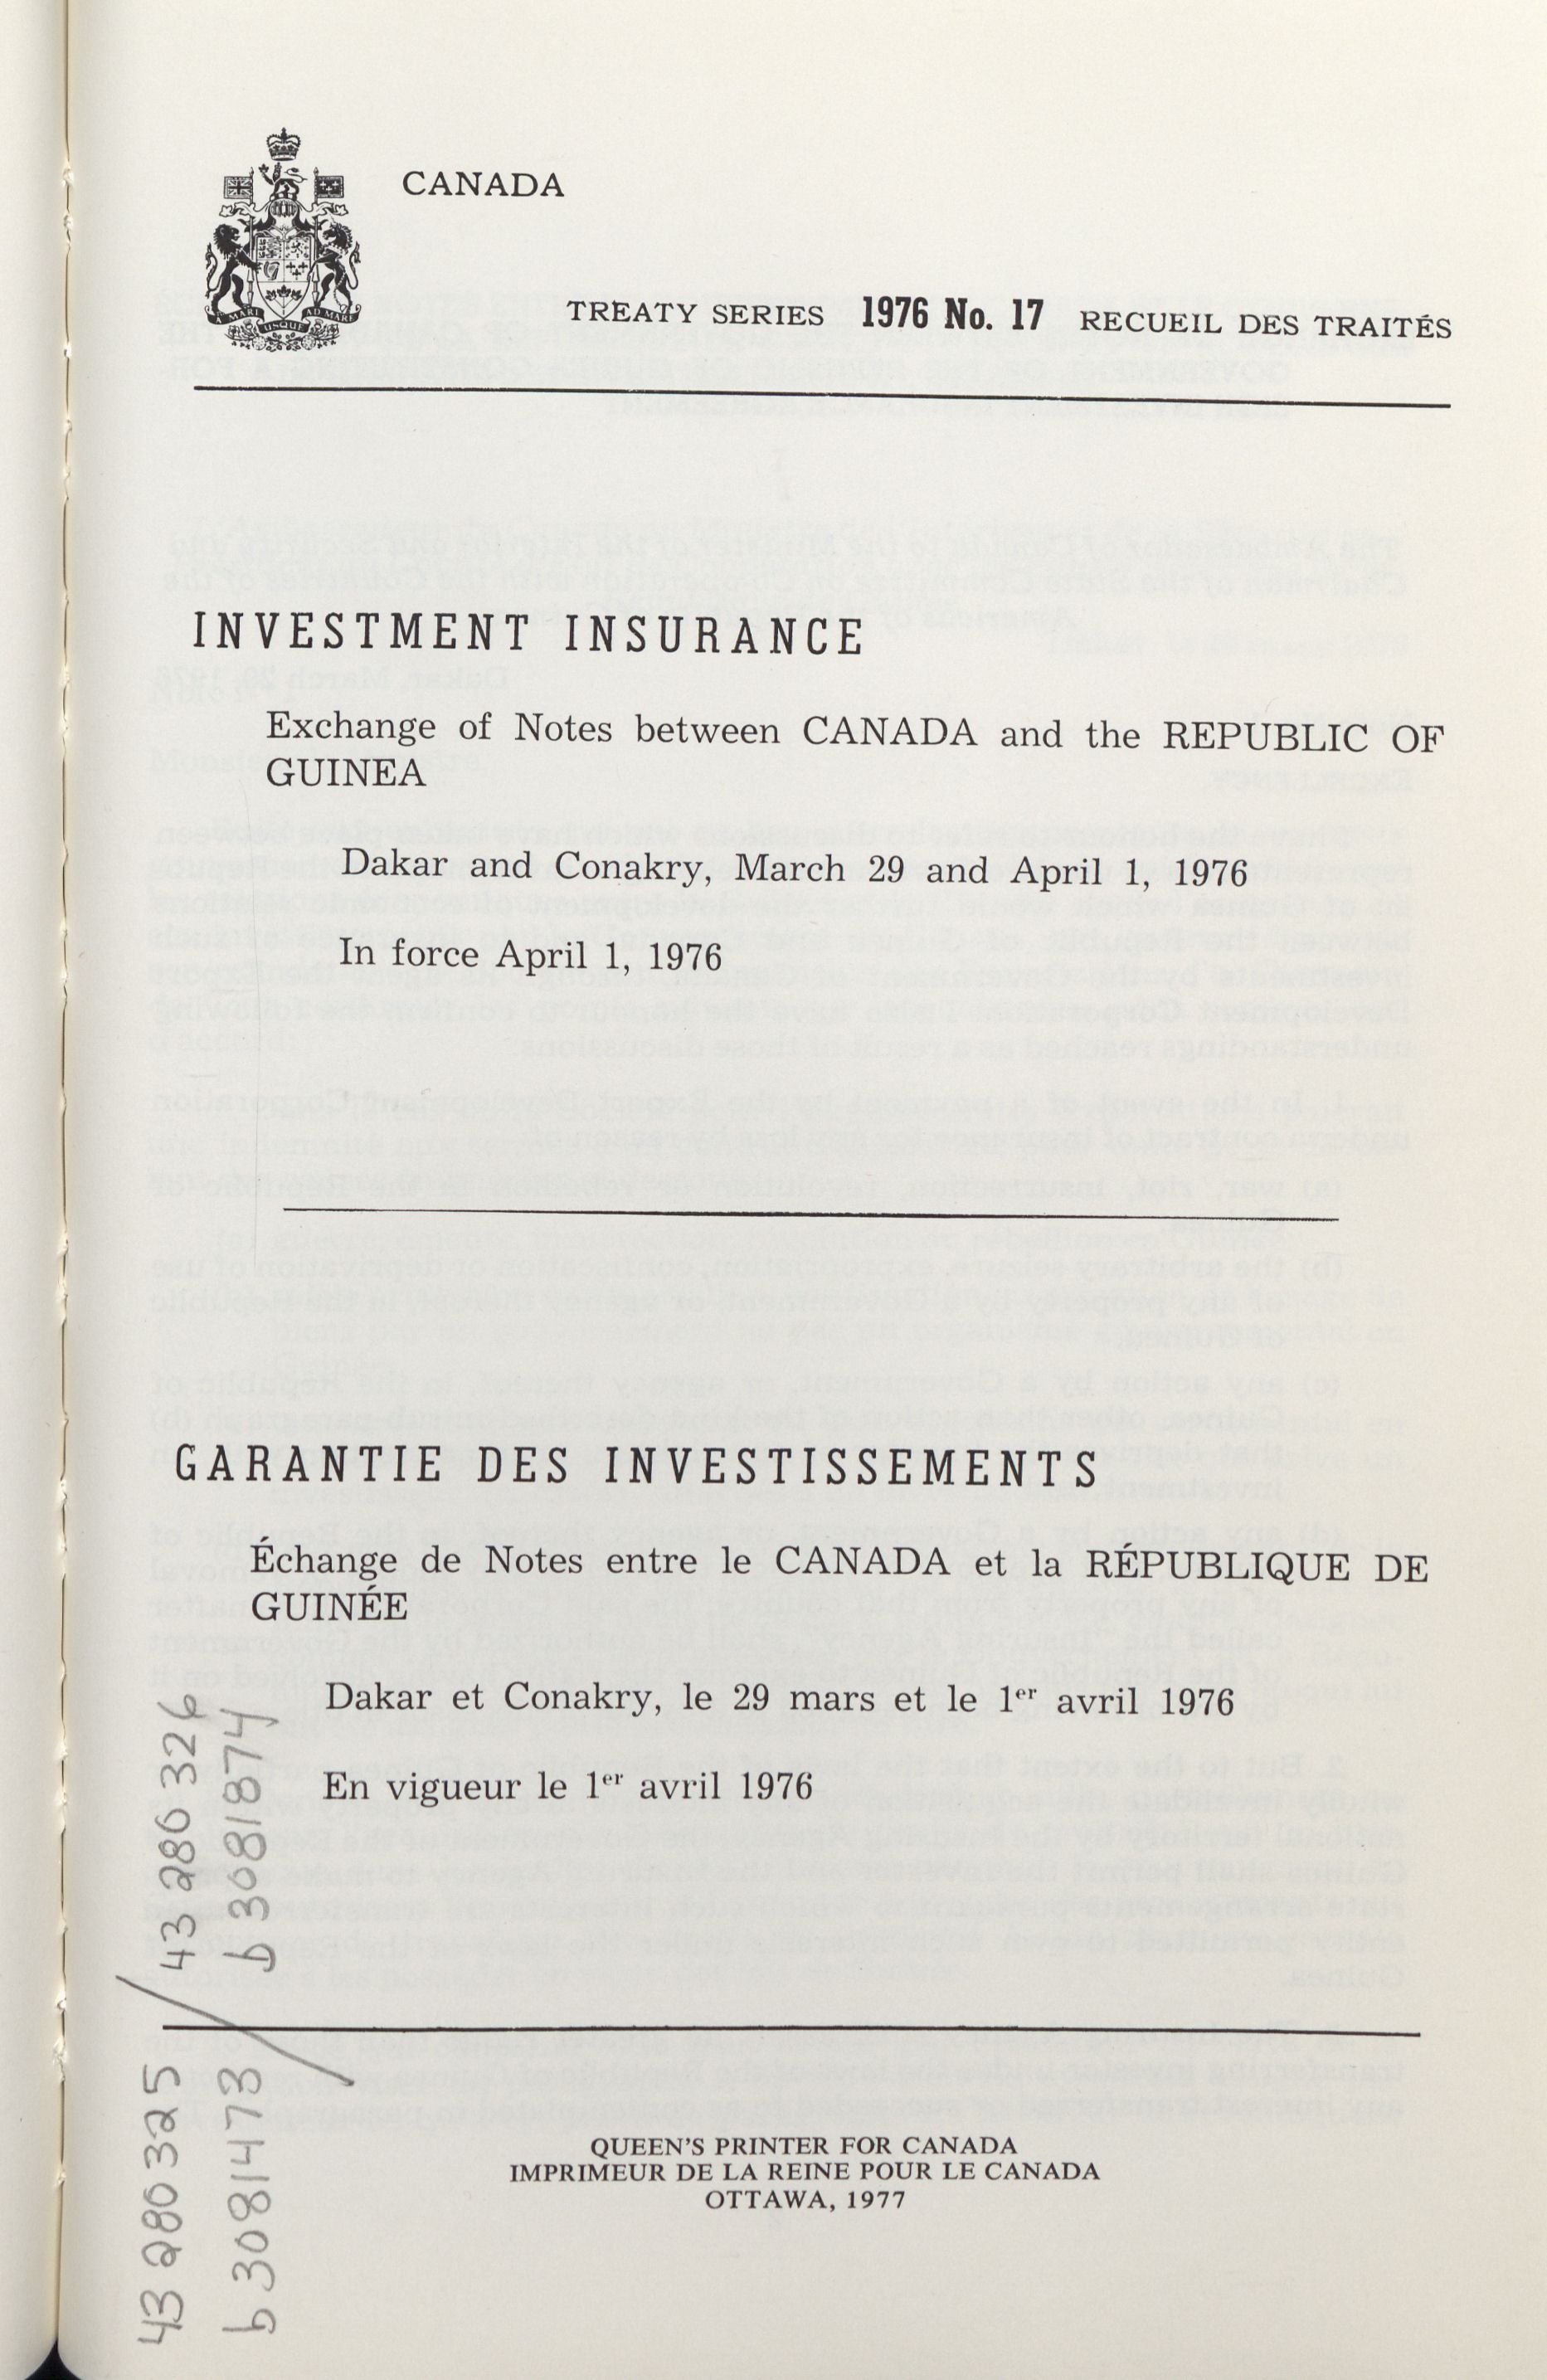 CANADA
TREATY SERIES 1976 No. 17 RECUEIL DES TRAITÉS
A MARI USQUE AD MARE
INVESTMENT INSURANCE
Exchange of Notes between CANADA and the REPUBLIC OF
GUINEA
Dakar and Conakry, March 29 and April 1, 1976
In force April 1, 1976
GARANTIE DES INVESTISSEMENTS
Échange de Notes entre le CANADA et la RÉPUBLIQUE DE
GUINÉE
Dakar et Conakry, le 29 mars et le 1er avril 1976
En vigueur le 1er avril 1976
43 280 325 / 43 280 326
b 3081473 / b 3081874
QUEEN'S PRINTER FOR CANADA
IMPRIMEUR DE LA REINE POUR LE CANADA
OTTAWA, 1977